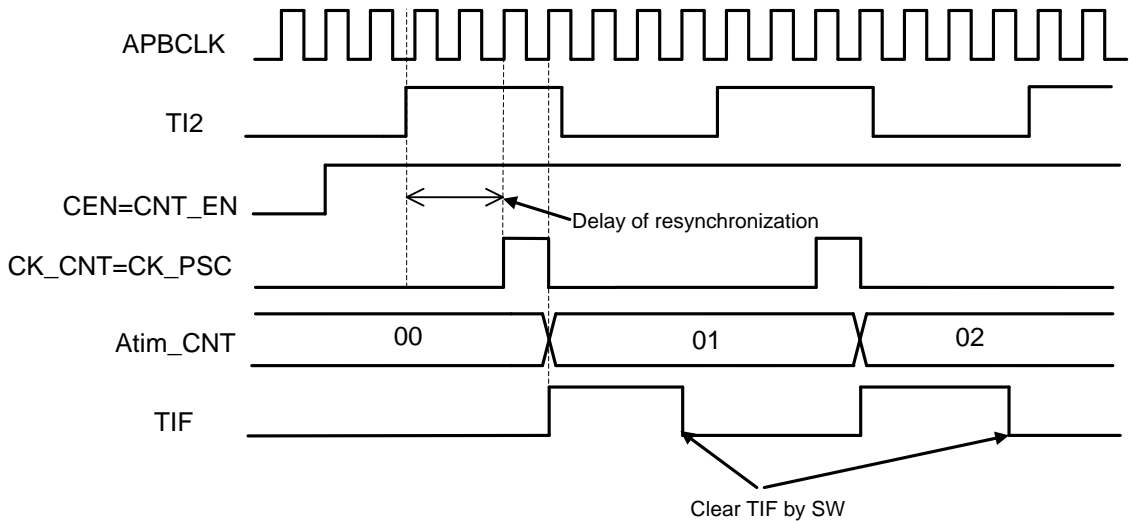 APBCLK
TI2
CEN=CNT_EN
Delay of resynchronization
CK_CNT=CK_PSC
Atim_CNT
00
01
02
TIF
Clear TIF by SW